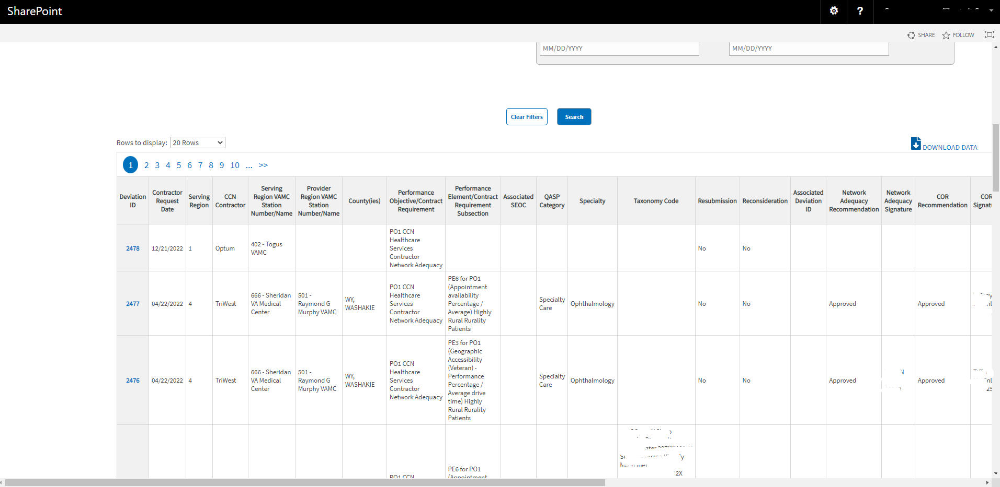 SharePoint
?
SHARE
FOLLOW
MM/DD/YYYY
MM/DD/YYYY
Clear Filters
Search
Rows to display:
20 Rows
DOWNLOAD DATA
1 2 3 4 5 6 7 8 9 10 ... >>
Deviation
ID
Contractor
Request
Date
Serving
Region
CCN
Contractor
Serving
Region VAMC
Station
Number/Name
Provider
Region VAMC
Station
Number/Name
County(ies)
Performance
Objective/Contract
Requirement
Performance
Element/Contract
Requirement
Subsection
Associated
SEOC
QASP
Category
Specialty
Taxonomy Code
Resubmission
Reconsideration
Associated
Deviation
ID
Network
Adequacy
Recommendation
Network
Adequacy
Signature
COR
Recommendation
2478
12/21/2022
1
Optum
402 - Togus
VAMC
PO1 CCN
Healthcare
Services
Contractor
Network Adequacy
No
No
2477
04/22/2022
4
TriWest
666 - Sheridan
VA Medical
Center
501 -
Raymond G
Murphy VAMC
WY,
WASHAKIE
PO1 CCN
Healthcare
Services
Contractor
Network Adequacy
PE6 for PO1
(Appointment
availability
Percentage /
Average) Highly
Rural Rurality
Patients
Specialty
Care
Ophthalmology
No
No
Approved
Approved
2476
04/22/2022
4
TriWest
666 - Sheridan
VA Medical
Center
501 -
Raymond G
Murphy VAMC
WY,
WASHAKIE
PO1 CCN
Healthcare
Services
Contractor
Network Adequacy
PE3 for PO1
(Geographic
Accessibility
(Veteran) -
Performance
Percentage /
Average drive
time) Highly
Rural Rurality
Patients
Specialty
Care
Ophthalmology
No
No
Approved
Approved
PO1 CCN
PE6 for PO1
(Appointment
2X